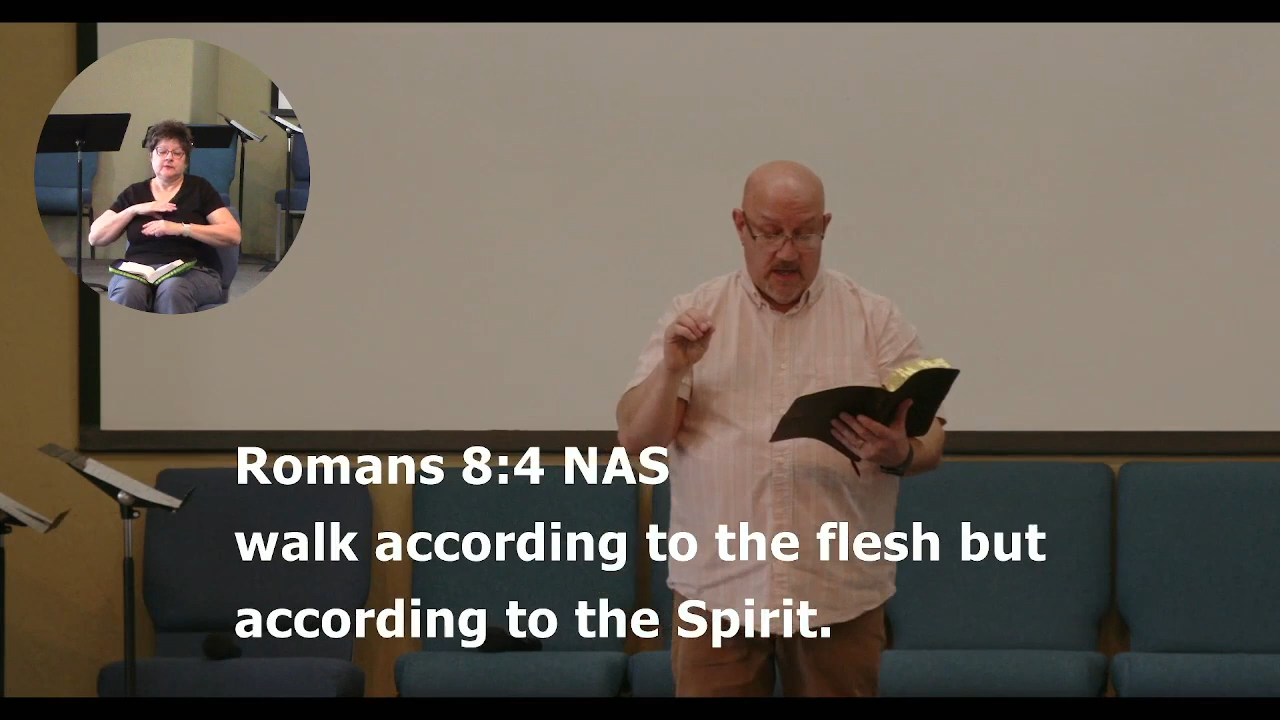 Romans 8:4 NAS
walk according to the flesh but
according to the Spirit.